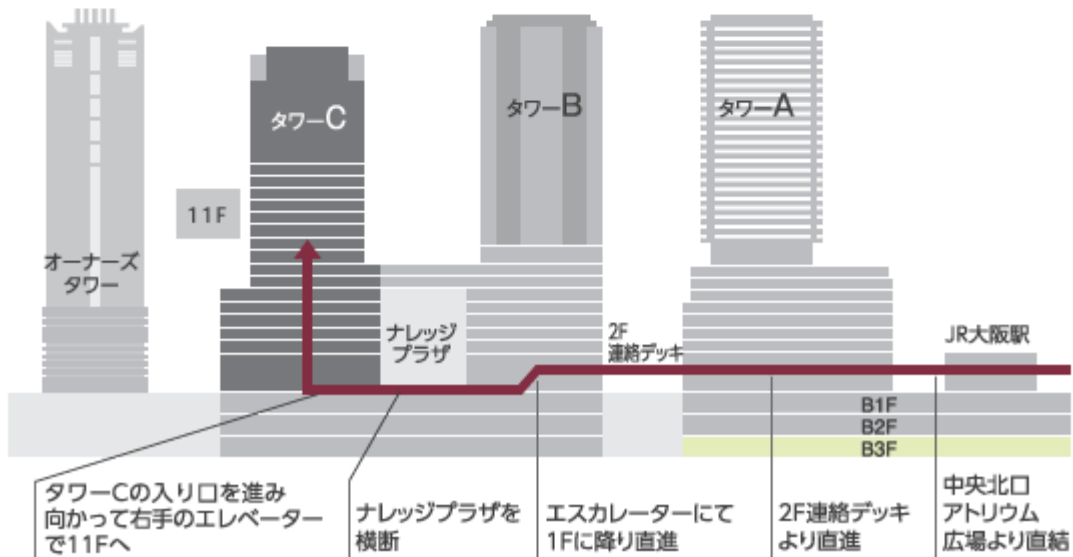 タワーC
タワーB
タワーA
11F
オーナーズ
タワー
ナレッジ
プラザ
2F
連絡デッキ
JR大阪駅
B1F
B2F
B3F
タワーCの入り口を進み
向かって右手のエレベーター
で11Fへ
ナレッジプラザを
横断
エスカレーターにて
1Fに降り直進
2F連絡デッキ
より直進
中央北口
アトリウム
広場より直結